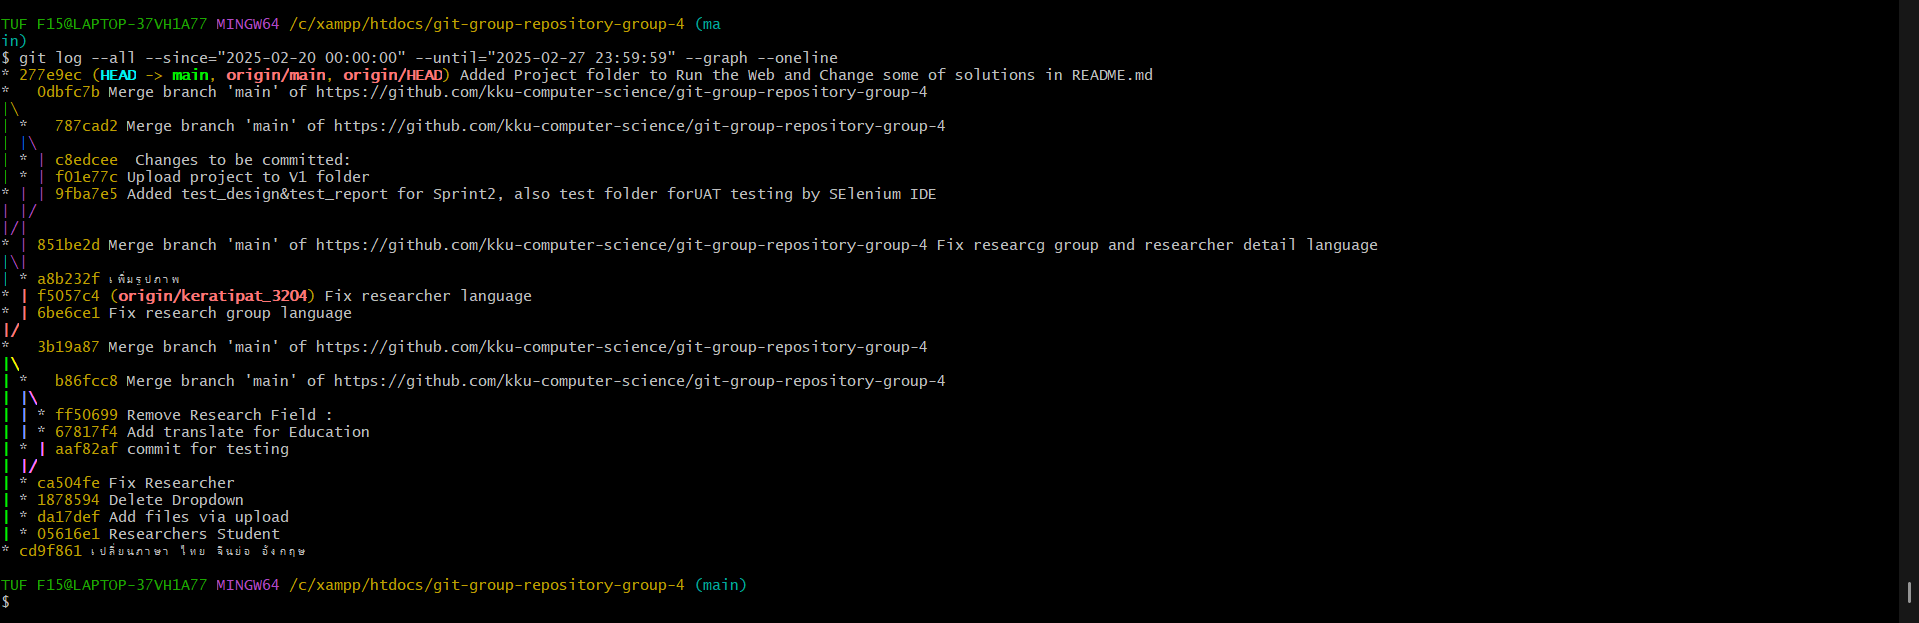 TUF F15@LAPTOP-37VH1A77 MINGW64 /c/xampp/htdocs/git-group-repository-group-4 (ma
in)
$ git log --all --since="2025-02-20 00:00:00" --until="2025-02-27 23:59:59" --graph --oneline
* 277e9ec (HEAD -> main, origin/main, origin/HEAD) Added Project folder to Run the Web and Change some of solutions in README.md
*   0dbfc7b Merge branch 'main' of https://github.com/kku-computer-science/git-group-repository-group-4
|\
| *   787cad2 Merge branch 'main' of https://github.com/kku-computer-science/git-group-repository-group-4
| |\
| * | c8edcee  Changes to be committed:
| * | f01e77c Upload project to V1 folder
* | | 9fba7e5 Added test_design&test_report for Sprint2, also test folder forUAT testing by SElenium IDE
| |/
|/|
* | 851be2d Merge branch 'main' of https://github.com/kku-computer-science/git-group-repository-group-4 Fix researcg group and researcher detail language
|\|
| * a8b232f เพิ่มรูปภาพ
* | f5057c4 (origin/keratipat_3204) Fix researcher language
* | 6be6ce1 Fix research group language
|/
*   3b19a87 Merge branch 'main' of https://github.com/kku-computer-science/git-group-repository-group-4
|\
| *   b86fcc8 Merge branch 'main' of https://github.com/kku-computer-science/git-group-repository-group-4
| |\
| | * ff50699 Remove Research Field :
| | * 67817f4 Add translate for Education
| * | aaf82af commit for testing
| |/
| * ca504fe Fix Researcher
| * 1878594 Delete Dropdown
| * da17def Add files via upload
| * 05616e1 Researchers Student
* cd9f861 เปลี่ยนภาษา ไทย จีนย่อ อังกฤษ
TUF F15@LAPTOP-37VH1A77 MINGW64 /c/xampp/htdocs/git-group-repository-group-4 (main)
$